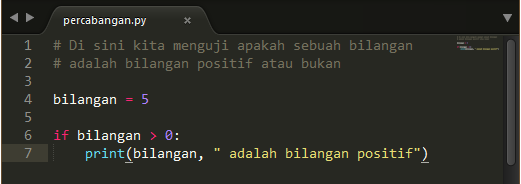 percabangan.py ×
1 # Di sini kita menguji apakah sebuah bilangan
2 # adalah bilangan positif atau bukan
3
4 bilangan = 5
5
6 if bilangan > 0:
7 print(bilangan, " adalah bilangan positif")